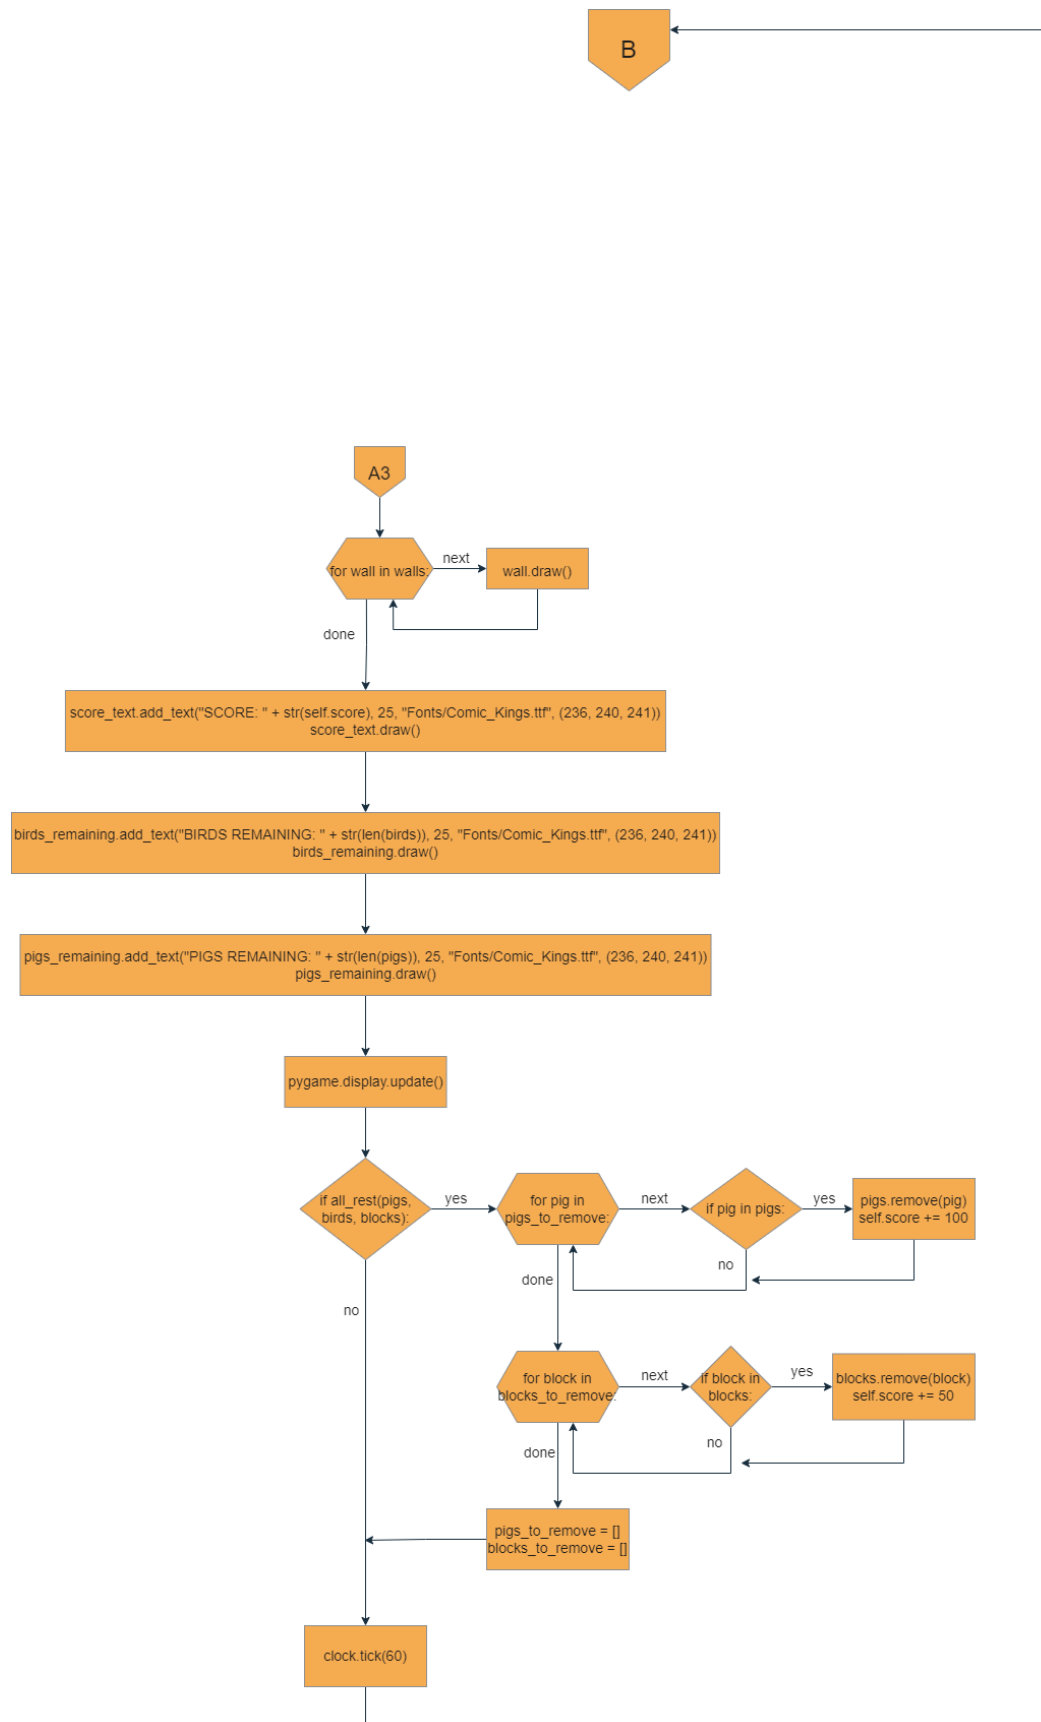 B
A3
for wall in walls:
next
wall.draw()
done
score_text.add_text("SCORE: " + str(self.score), 25, "Fonts/Comic_Kings.ttf", (236, 240, 241))
score_text.draw()
birds_remaining.add_text("BIRDS REMAINING: " + str(len(birds)), 25, "Fonts/Comic_Kings.ttf", (236, 240, 241))
birds_remaining.draw()
pigs_remaining.add_text("PIGS REMAINING: " + str(len(pigs)), 25, "Fonts/Comic_Kings.ttf", (236, 240, 241))
pigs_remaining.draw()
pygame.display.update()
if all_rest(pigs,
birds, blocks):
yes
for pig in
pigs_to_remove:
next
if pig in pigs:
yes
pigs.remove(pig)
self.score += 100
no
done
no
for block in
blocks_to_remove:
next
if block in
blocks:
yes
blocks.remove(block)
self.score += 50
no
done
pigs_to_remove = []
blocks_to_remove = []
clock.tick(60)